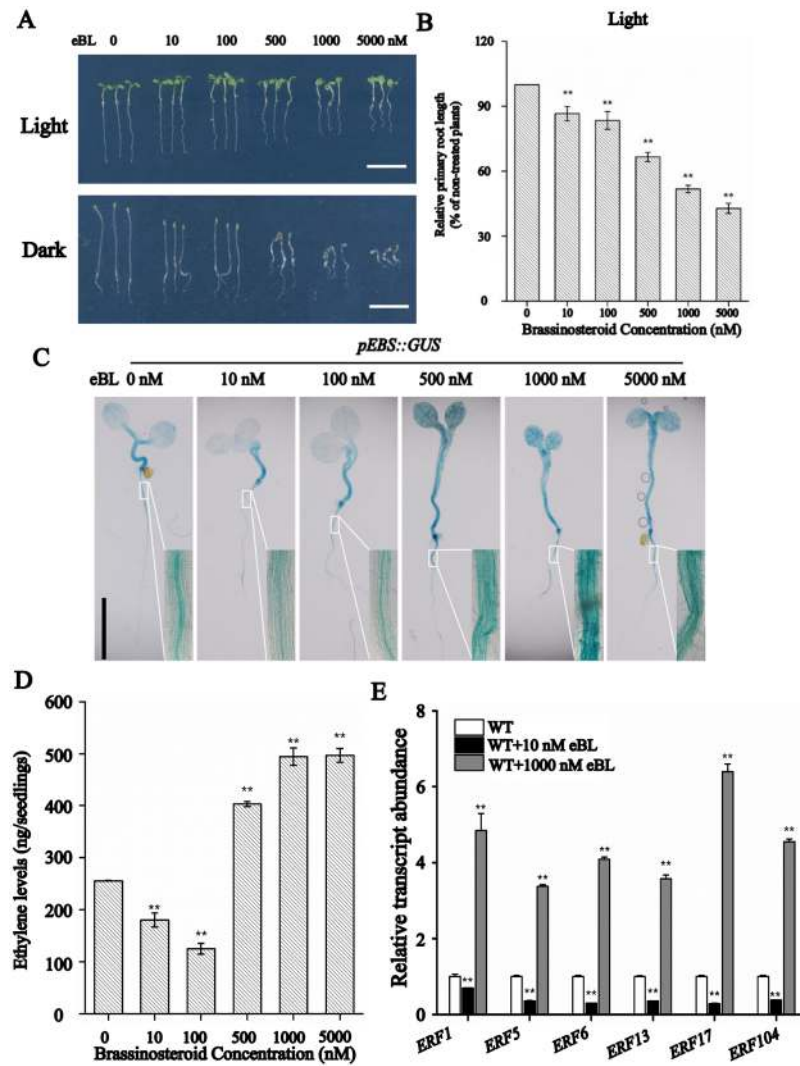 A
eBL 0 10 100 500 1000 5000 nM
Light
Dark
B
Light
Relative primary root length
(% of non-treated plants)
120
90
60
30
0
0 10 100 500 1000 5000
Brassinosteroid Concentration (nM)
** ** ** ** **
C
pEBS::GUS
eBL 0 nM 10 nM 100 nM 500 nM 1000 nM 5000 nM
D
Ethylene levels (ng/seedlings)
600
500
400
300
200
100
0
** ** ** ** **
0 10 100 500 1000 5000
Brassinosteroid Concentration (nM)
E
Relative transcript abundance
8
6
4
2
0
WT
WT+10 nM eBL
WT+1000 nM eBL
** ** ** ** ** **
** ** ** ** ** **
ERF1 ERF5 ERF6 ERF13 ERF17 ERF104